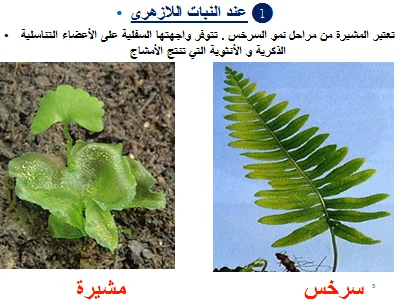 1 عند النبات اللازهري •
• تعتبر المشيرة من مراحل نمو السرخس . تتوفر واجهتها السفلية على الأعضاء التناسلية
الذكرية و الأنثوية التي تنتج الأمشاج
سرخس
مشيرة
5